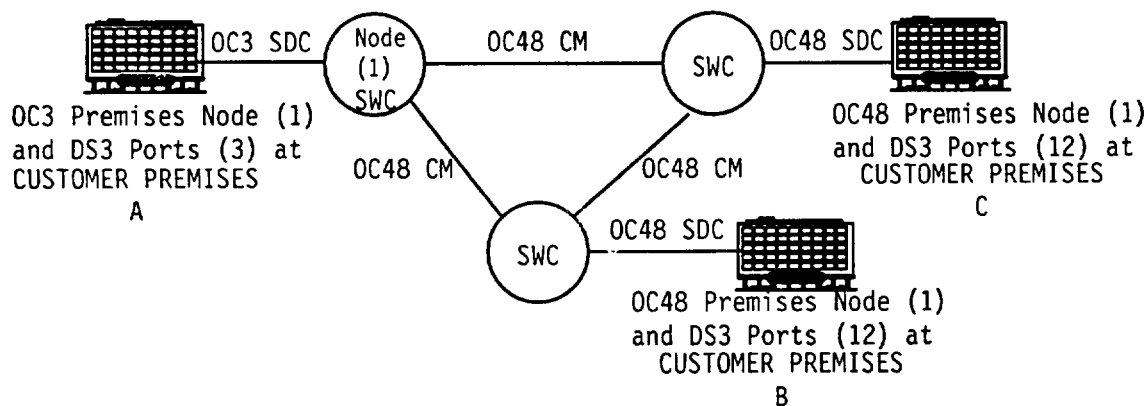 OC3 SDC
Node
(1)
SWC
OC48 CM
SWC
OC48 SDC
OC3 Premises Node (1)
and DS3 Ports (3) at
CUSTOMER PREMISES
A
OC48 Premises Node (1)
and DS3 Ports (12) at
CUSTOMER PREMISES
C
OC48 CM
OC48 CM
SWC
OC48 SDC
OC48 Premises Node (1)
and DS3 Ports (12) at
CUSTOMER PREMISES
B